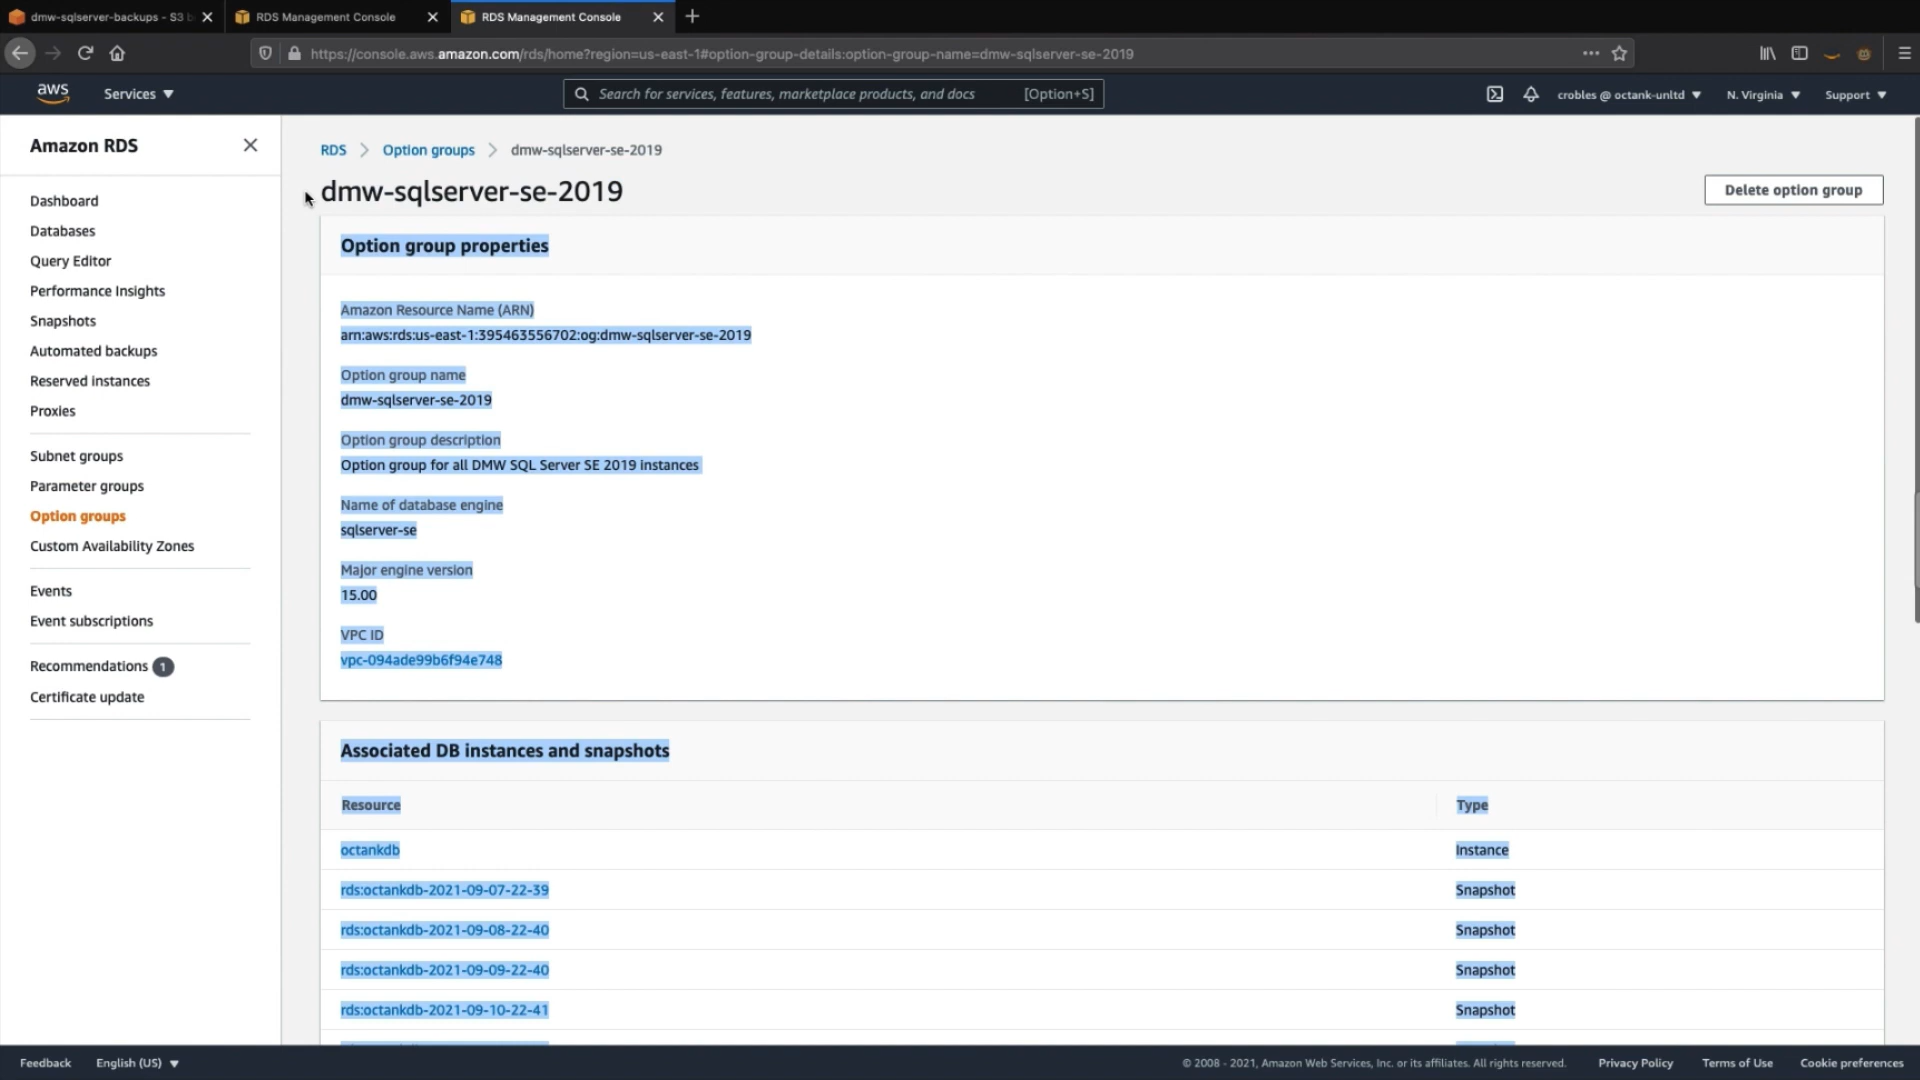 dmw-sqlserver-backups - S3 b
RDS Management Console
RDS Management Console
https://console.aws.amazon.com/rds/home?region=us-east-1#option-group-details:option-group-name=dmw-sqlserver-se-2019
aws
Services
Search for services, features, marketplace products, and docs
[Option+S]
crobles @ octank-unltd
N. Virginia
Support
Amazon RDS
Dashboard
Databases
Query Editor
Performance Insights
Snapshots
Automated backups
Reserved instances
Proxies
Subnet groups
Parameter groups
Option groups
Custom Availability Zones
Events
Event subscriptions
Recommendations 1
Certificate update
RDS
Option groups
dmw-sqlserver-se-2019
dmw-sqlserver-se-2019
Delete option group
Option group properties
Amazon Resource Name (ARN)
arn:aws:rds:us-east-1:395463556702:og:dmw-sqlserver-se-2019
Option group name
dmw-sqlserver-se-2019
Option group description
Option group for all DMW SQL Server SE 2019 instances
Name of database engine
sqlserver-se
Major engine version
15.00
VPC ID
vpc-094ade99b6f94e748
Associated DB instances and snapshots
Resource Type
octankdb Instance
rds:octankdb-2021-09-07-22-39 Snapshot
rds:octankdb-2021-09-08-22-40 Snapshot
rds:octankdb-2021-09-09-22-40 Snapshot
rds:octankdb-2021-09-10-22-41 Snapshot
Feedback
English (US)
© 2008 - 2021, Amazon Web Services, Inc. or its affiliates. All rights reserved.
Privacy Policy
Terms of Use
Cookie preferences